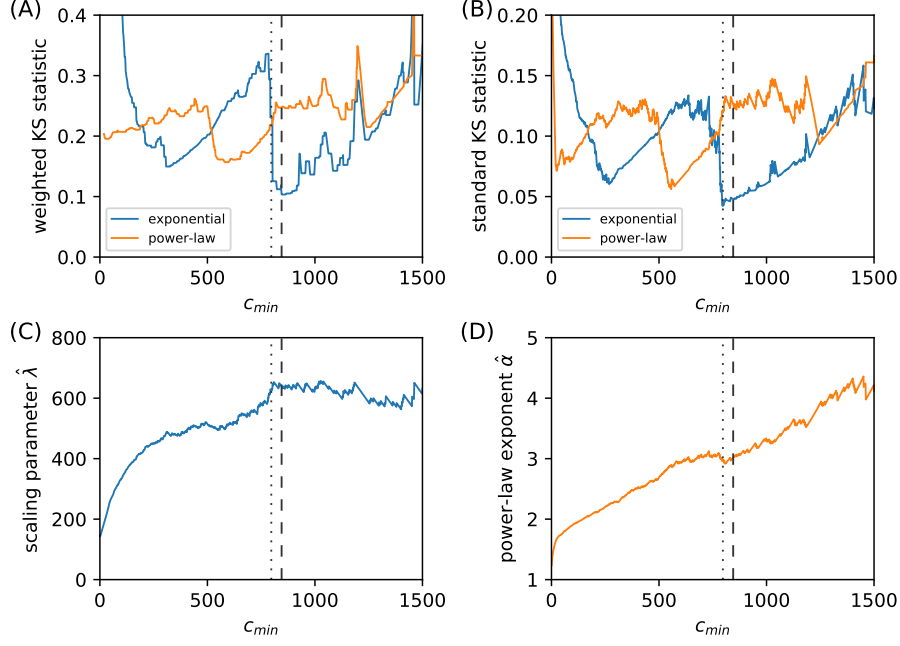 (A)
weighted KS statistic
0.4
0.3
0.2
0.1
0.0
exponential
power-law
0 500 1000 1500
c_min
(B)
standard KS statistic
0.20
0.15
0.10
0.05
0.00
exponential
power-law
0 500 1000 1500
c_min
(C)
scaling parameter λ̂
800
600
400
200
0
0 500 1000 1500
c_min
(D)
power-law exponent α̂
5
4
3
2
1
0 500 1000 1500
c_min